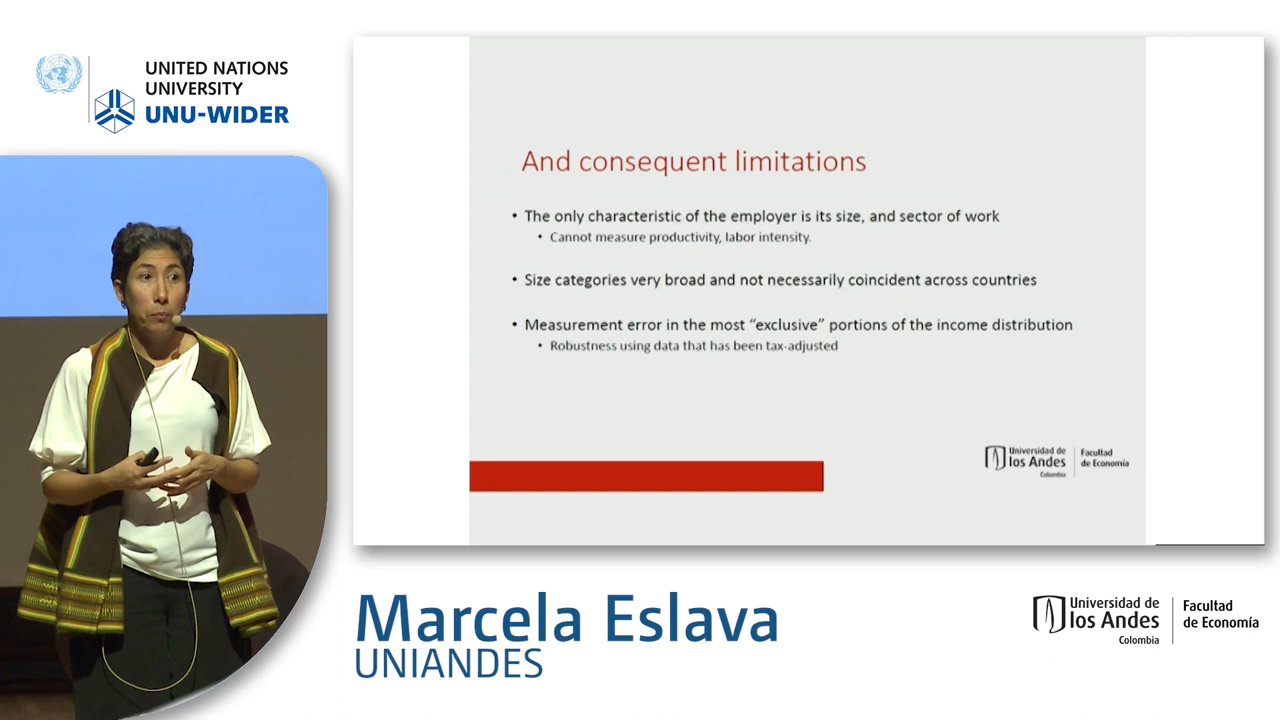 UNITED NATIONS
UNIVERSITY
UNU-WIDER
And consequent limitations
• The only characteristic of the employer is its size, and sector of work
• Cannot measure productivity, labor intensity.
• Size categories very broad and not necessarily coincident across countries
• Measurement error in the most “exclusive” portions of the income distribution
• Robustness using data that has been tax-adjusted
Universidad de
los Andes
Colombia
Facultad
de Economía
Marcela Eslava
UNIANDES
Universidad de
los Andes
Colombia
Facultad
de Economía